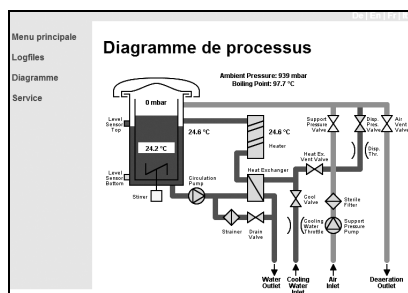 De | En | Fr | It
Menu principale
Logfiles
Diagramme
Service
Diagramme de processus
Ambient Pressure: 939 mbar
Boiling Point: 97.7 °C
0 mbar
Level
Sensor
Top
24.6 °C
24.2 °C
24.6 °C
Heater
Support
Pressure
Valve
Disp.
Pres.
Valve
Air
Vent
Valve
Disp.
Thr.
Heat Ex.
Vent Valve
Level
Sensor
Bottom
Circulation
Pump
Heat Exchanger
Stirrer
Cool
Valve
Sterile
Filter
Strainer
Drain
Valve
Cooling
Water
Throttle
Support
Pressure
Pump
Water
Outlet
Cooling
Water
Inlet
Air
Inlet
Deaeration
Outlet